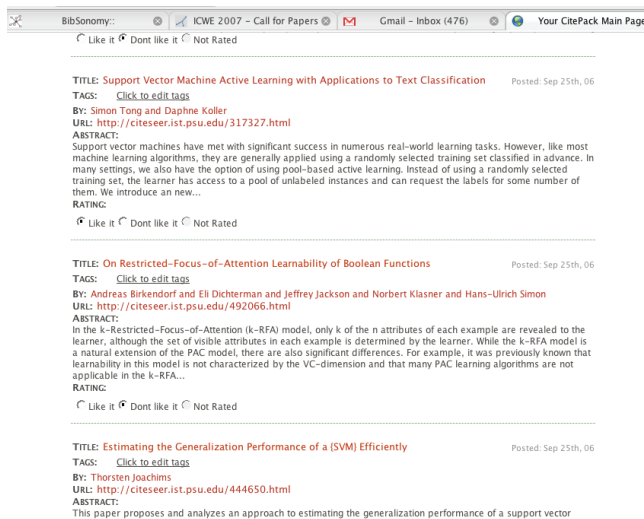 BibSonomy:: ICWE 2007 - Call for Papers Gmail - Inbox (476) Your CitePack Main Page
Like it Dont like it Not Rated
TITLE: Support Vector Machine Active Learning with Applications to Text Classification Posted: Sep 25th, 06
TAGS: Click to edit tags
BY: Simon Tong and Daphne Koller
URL: http://citeseer.ist.psu.edu/317327.html
ABSTRACT:
Support vector machines have met with significant success in numerous real-world learning tasks. However, like most
machine learning algorithms, they are generally applied using a randomly selected training set classified in advance. In
many settings, we also have the option of using pool-based active learning. Instead of using a randomly selected
training set, the learner has access to a pool of unlabeled instances and can request the labels for some number of
them. We introduce an new...
RATING:
Like it Dont like it Not Rated
TITLE: On Restricted-Focus-of-Attention Learnability of Boolean Functions Posted: Sep 25th, 06
TAGS: Click to edit tags
BY: Andreas Birkendorf and Eli Dichterman and Jeffrey Jackson and Norbert Klasner and Hans-Ulrich Simon
URL: http://citeseer.ist.psu.edu/492066.html
ABSTRACT:
In the k-Restricted-Focus-of-Attention (k-RFA) model, only k of the n attributes of each example are revealed to the
learner, although the set of visible attributes in each example is determined by the learner. While the k-RFA model is
a natural extension of the PAC model, there are also significant differences. For example, it was previously known that
learnability in this model is not characterized by the VC-dimension and that many PAC learning algorithms are not
applicable in the k-RFA...
RATING:
Like it Dont like it Not Rated
TITLE: Estimating the Generalization Performance of a (SVM) Efficiently Posted: Sep 25th, 06
TAGS: Click to edit tags
BY: Thorsten Joachims
URL: http://citeseer.ist.psu.edu/444650.html
ABSTRACT:
This paper proposes and analyzes an approach to estimating the generalization performance of a support vector